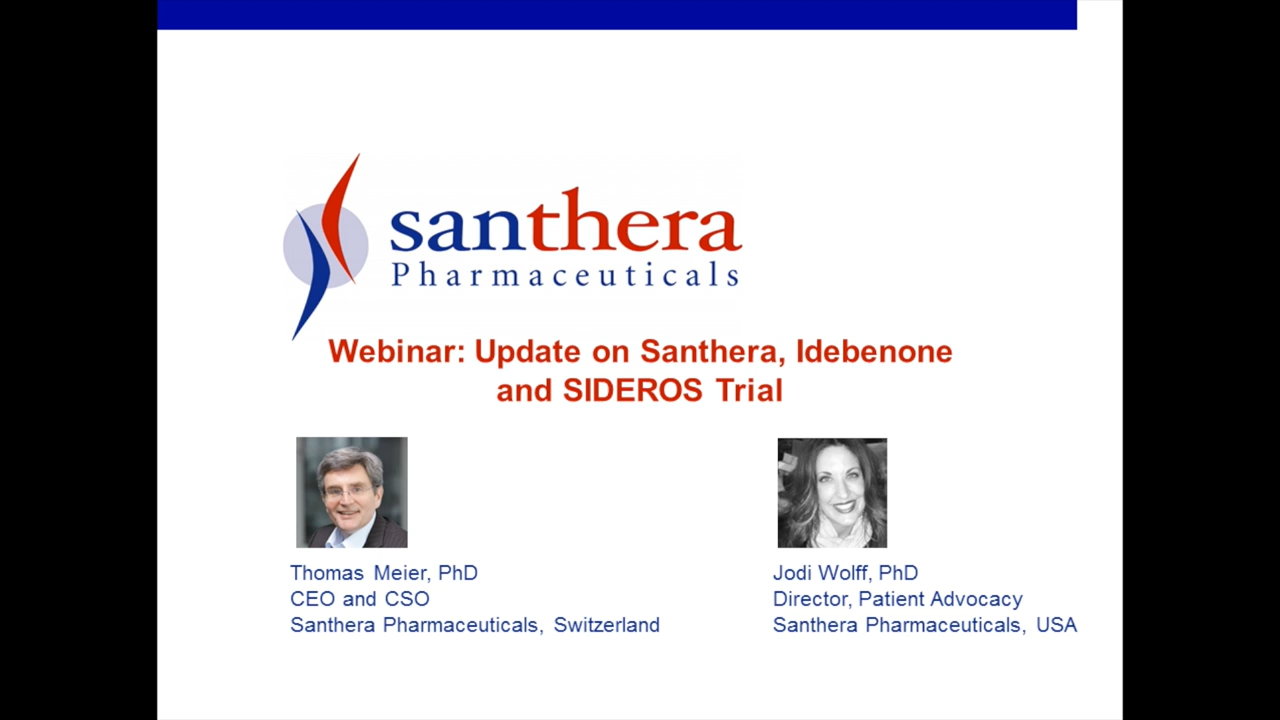 santhera
Pharmaceuticals
Webinar: Update on Santhera, Idebenone
and SIDEROS Trial
Thomas Meier, PhD
CEO and CSO
Santhera Pharmaceuticals, Switzerland
Jodi Wolff, PhD
Director, Patient Advocacy
Santhera Pharmaceuticals, USA